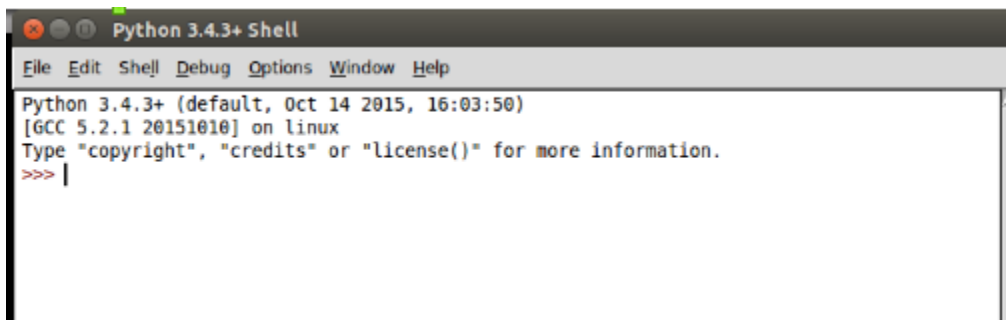 Python 3.4.3+ Shell
File Edit Shell Debug Options Window Help
Python 3.4.3+ (default, Oct 14 2015, 16:03:50)
[GCC 5.2.1 20151010] on linux
Type "copyright", "credits" or "license()" for more information.
>>>